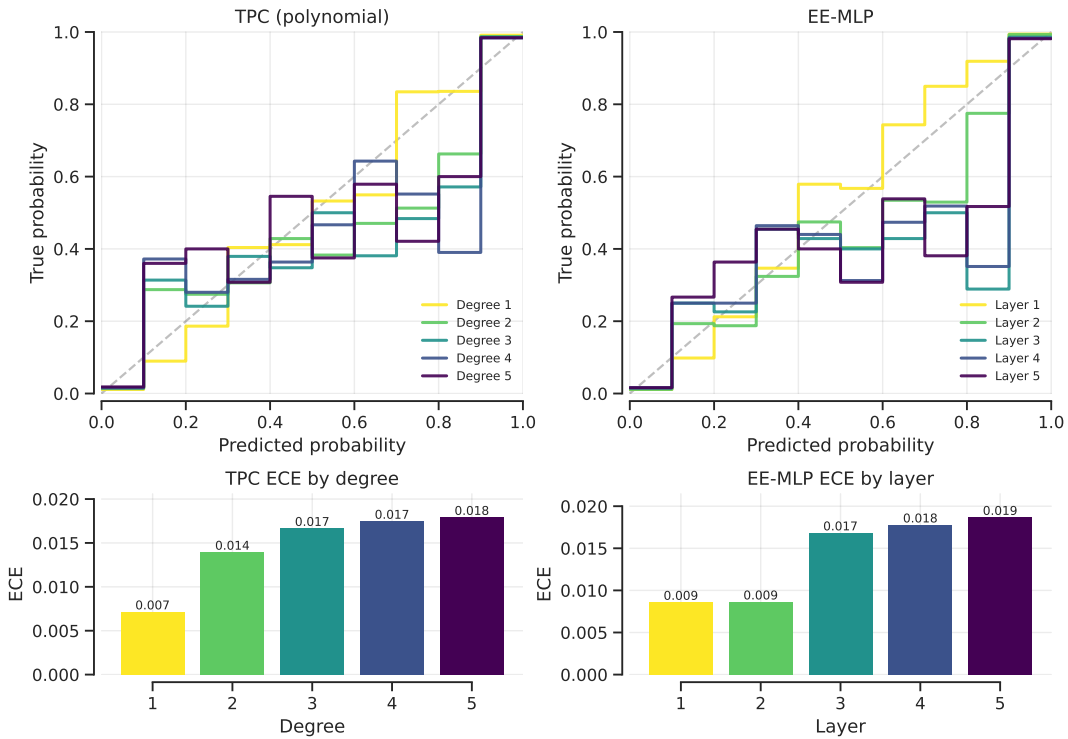 TPC (polynomial)
1.0
0.8
0.6
0.4
0.2
0.0
True probability
Degree 1
Degree 2
Degree 3
Degree 4
Degree 5
0.0 0.2 0.4 0.6 0.8 1.0
Predicted probability
EE-MLP
1.0
0.8
0.6
0.4
0.2
0.0
True probability
Layer 1
Layer 2
Layer 3
Layer 4
Layer 5
0.0 0.2 0.4 0.6 0.8 1.0
Predicted probability
TPC ECE by degree
0.020
0.015
0.010
0.005
0.000
ECE
0.007 0.014 0.017 0.017 0.018
1 2 3 4 5
Degree
EE-MLP ECE by layer
0.020
0.015
0.010
0.005
0.000
ECE
0.009 0.009 0.017 0.018 0.019
1 2 3 4 5
Layer